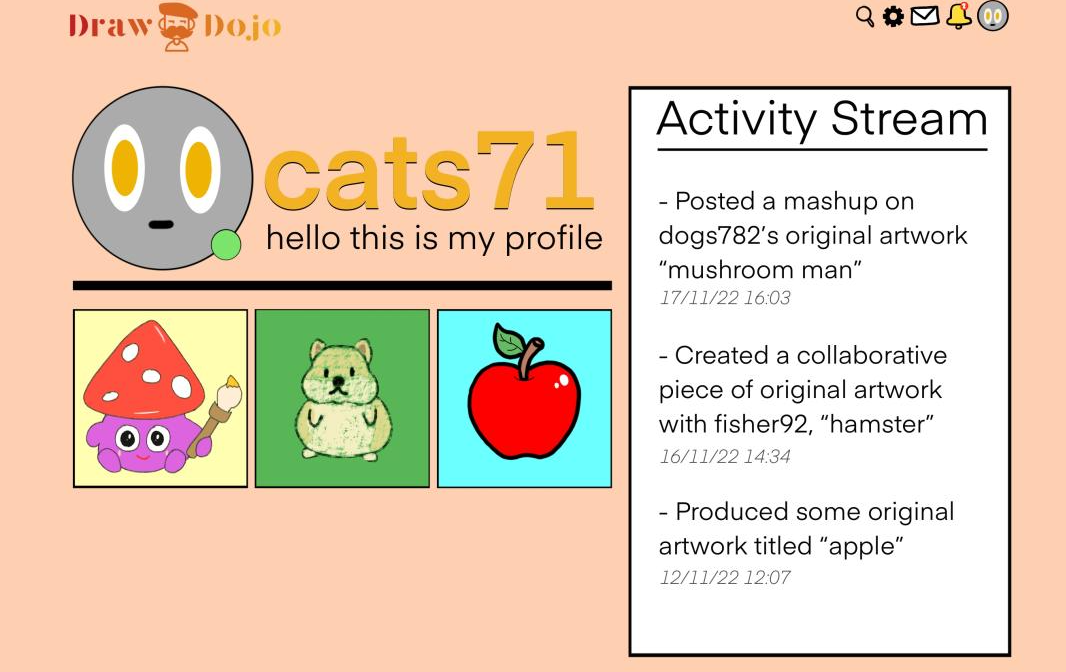 Draw Dojo
1
cats71
hello this is my profile
Activity Stream
- Posted a mashup on
dogs782’s original artwork
“mushroom man”
17/11/22 16:03
- Created a collaborative
piece of original artwork
with fisher92, “hamster”
16/11/22 14:34
- Produced some original
artwork titled “apple”
12/11/22 12:07